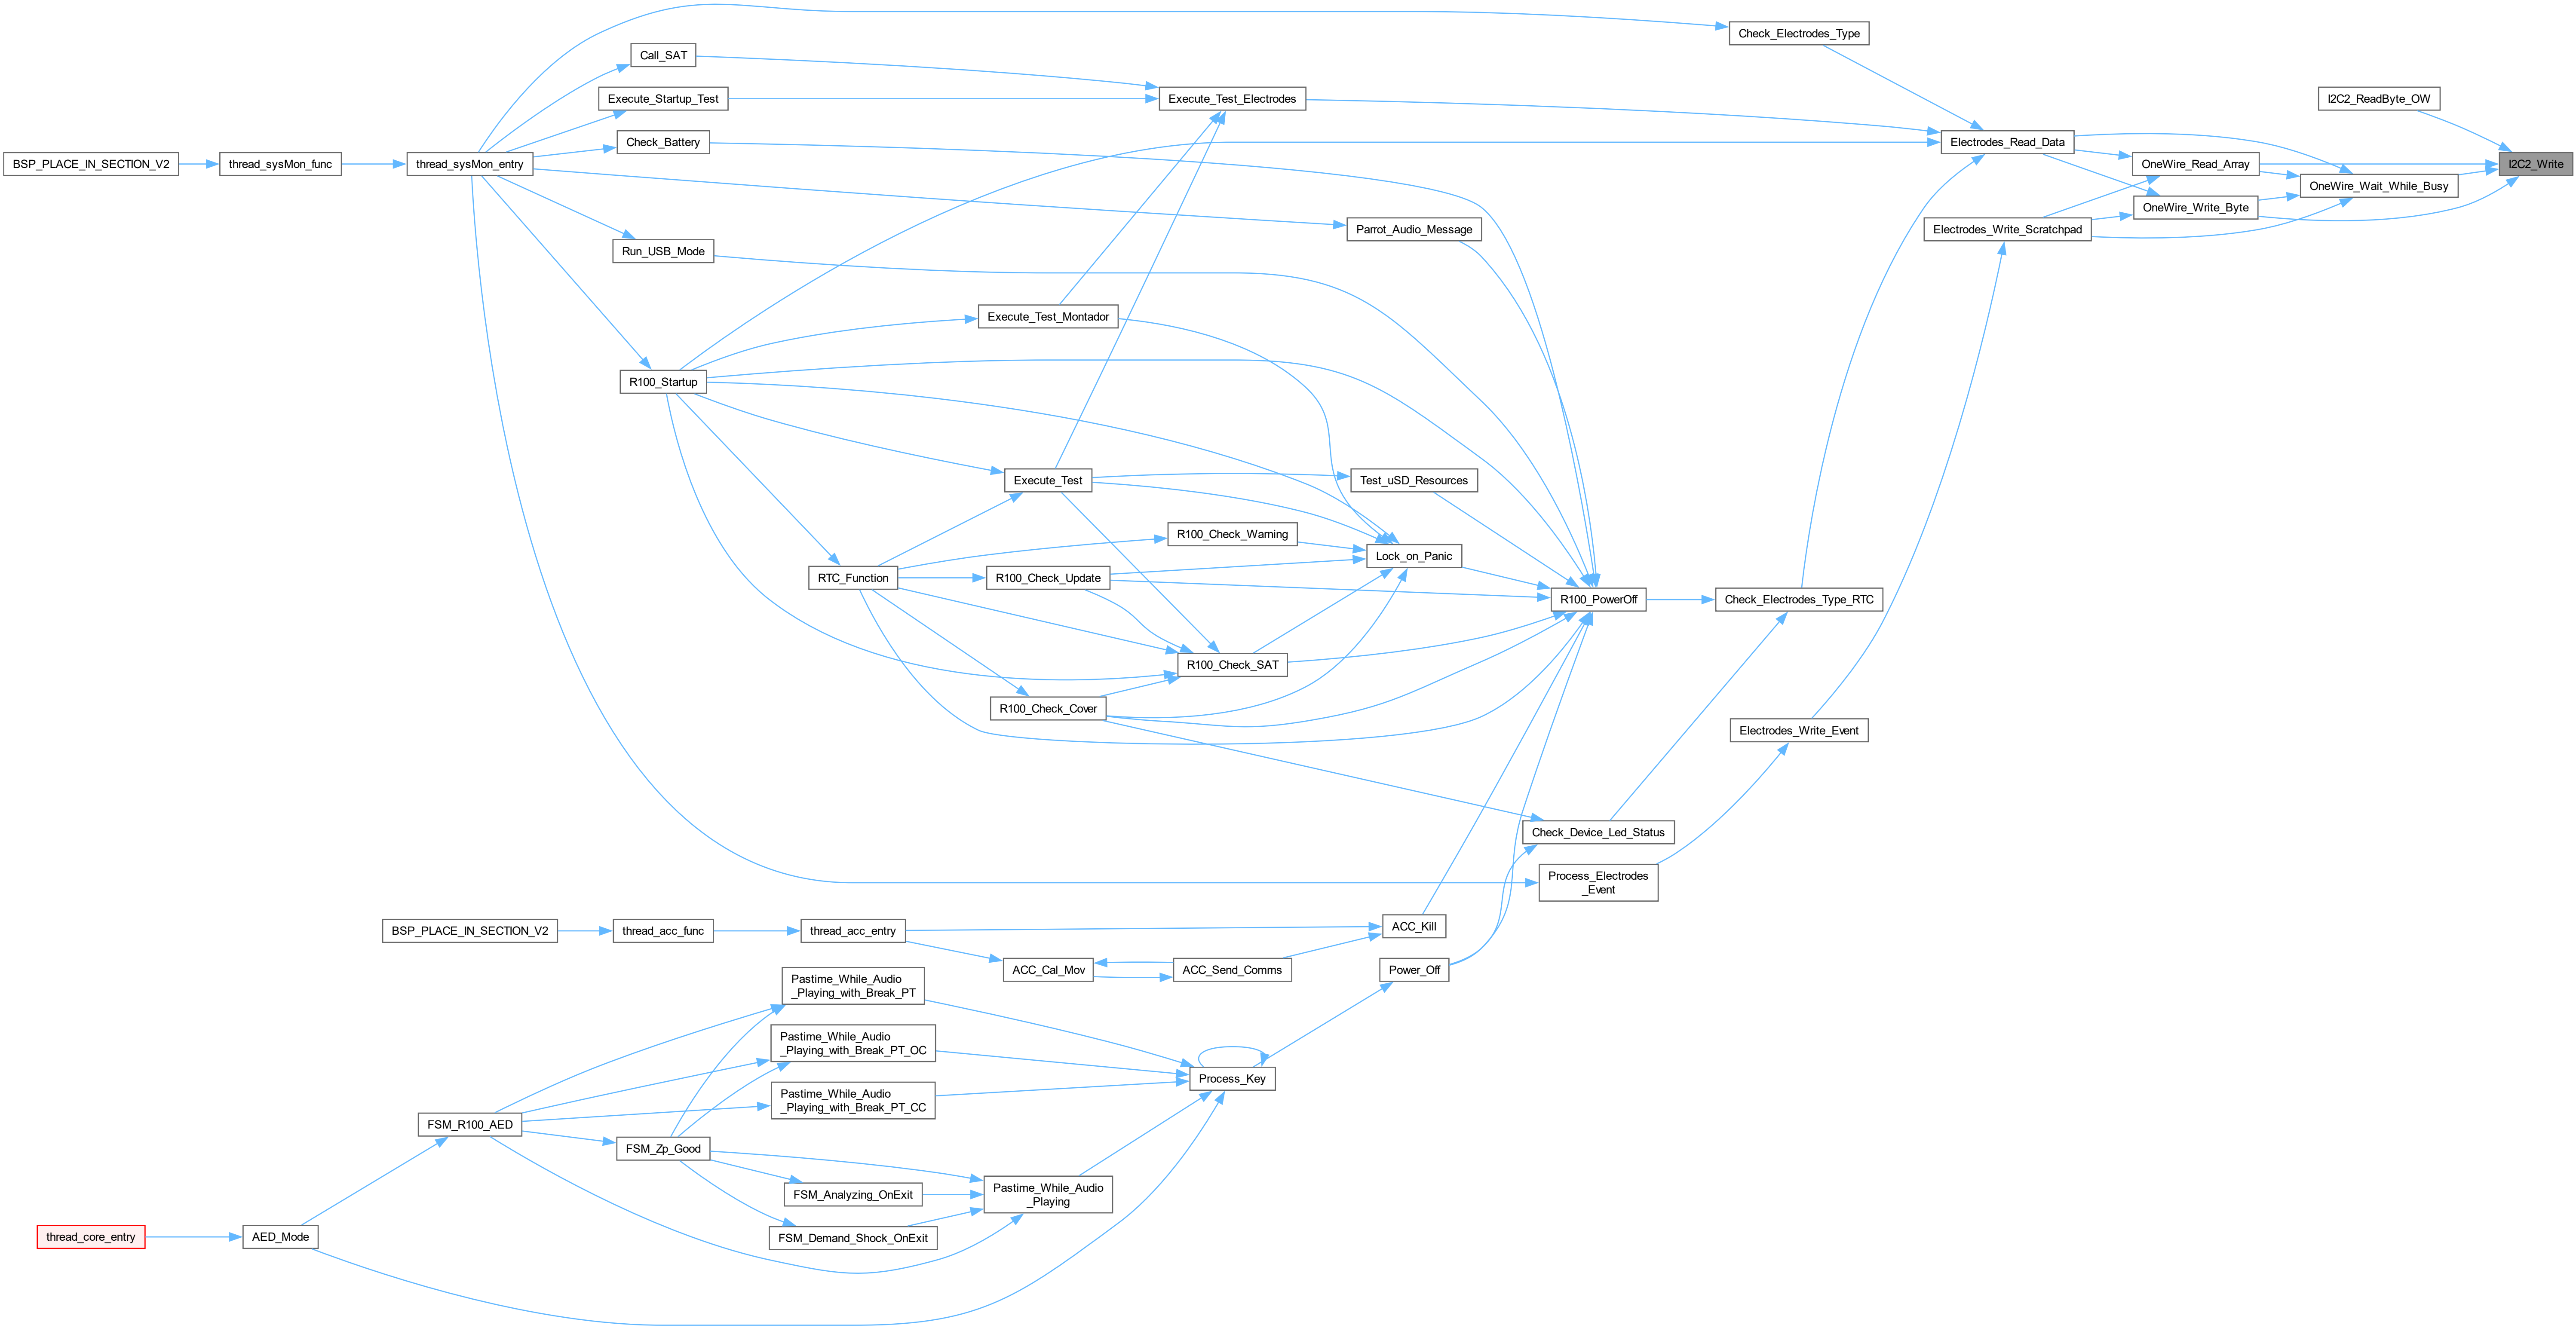 Check_Electrodes_Type
Call_SAT
Execute_Startup_Test
Execute_Test_Electrodes
I2C2_ReadByte_OW
Check_Battery
Electrodes_Read_Data
BSP_PLACE_IN_SECTION_V2
thread_sysMon_func
thread_sysMon_entry
OneWire_Read_Array
I2C2_Write
OneWire_Wait_While_Busy
OneWire_Write_Byte
Parrot_Audio_Message
Electrodes_Write_Scratchpad
Run_USB_Mode
Execute_Test_Montador
R100_Startup
Execute_Test
Test_uSD_Resources
R100_Check_Warning
Lock_on_Panic
RTC_Function
R100_Check_Update
R100_PowerOff
Check_Electrodes_Type_RTC
R100_Check_SAT
R100_Check_Cover
Electrodes_Write_Event
Check_Device_Led_Status
Process_Electrodes
_Event
BSP_PLACE_IN_SECTION_V2
thread_acc_func
thread_acc_entry
ACC_Kill
ACC_Cal_Mov
ACC_Send_Comms
Power_Off
Pastime_While_Audio
_Playing_with_Break_PT
Pastime_While_Audio
_Playing_with_Break_PT_OC
Process_Key
Pastime_While_Audio
_Playing_with_Break_PT_CC
FSM_R100_AED
FSM_Zp_Good
Pastime_While_Audio
_Playing
FSM_Analyzing_OnExit
thread_core_entry
AED_Mode
FSM_Demand_Shock_OnExit